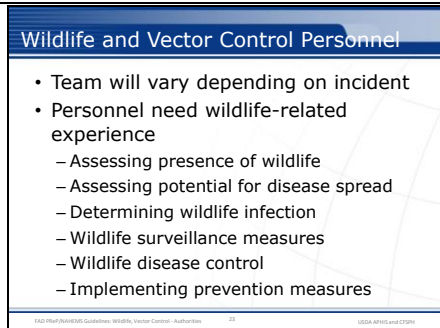 Wildlife and Vector Control Personnel
• Team will vary depending on incident
• Personnel need wildlife-related
experience
– Assessing presence of wildlife
– Assessing potential for disease spread
– Determining wildlife infection
– Wildlife surveillance measures
– Wildlife disease control
– Implementing prevention measures
FAD PReP/NAHEMS Guidelines: Wildlife, Vector Control - Authorities 23 USDA APHIS and CFSPH